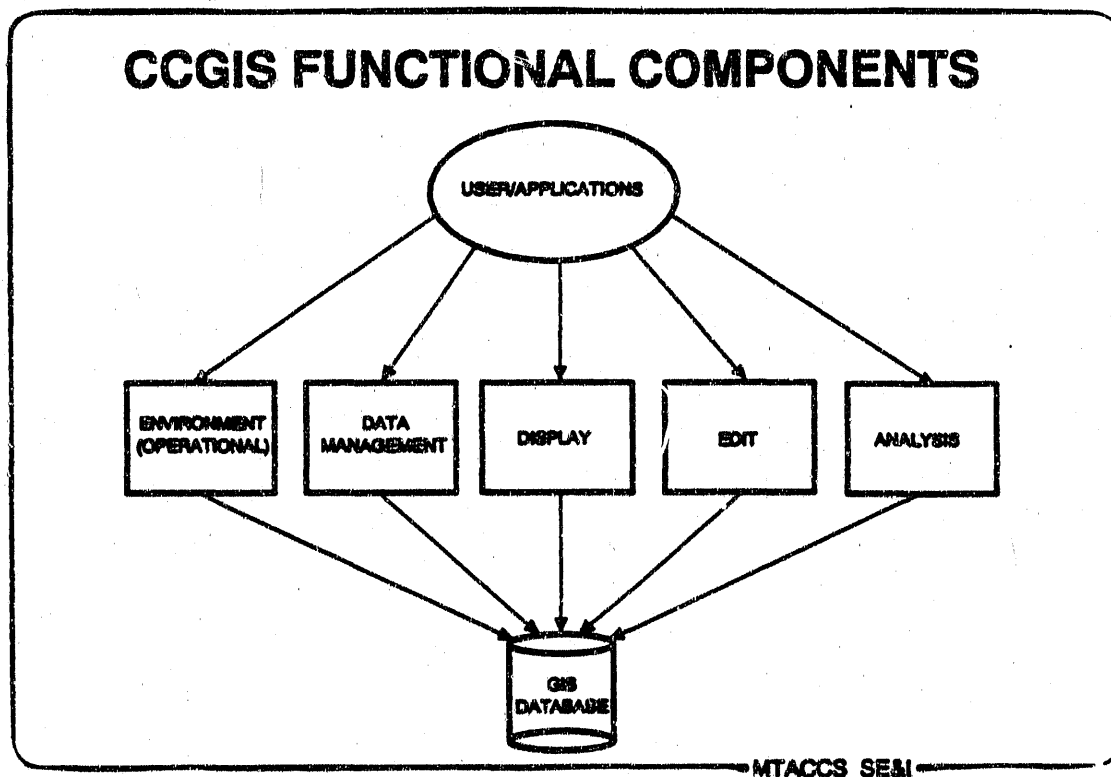 CCGIS FUNCTIONAL COMPONENTS
USER/APPLICATIONS
ENVIRONMENT
(OPERATIONAL)
DATA
MANAGEMENT
DISPLAY
EDIT
ANALYSIS
GIS
DATABASE
MTACCS SE&I